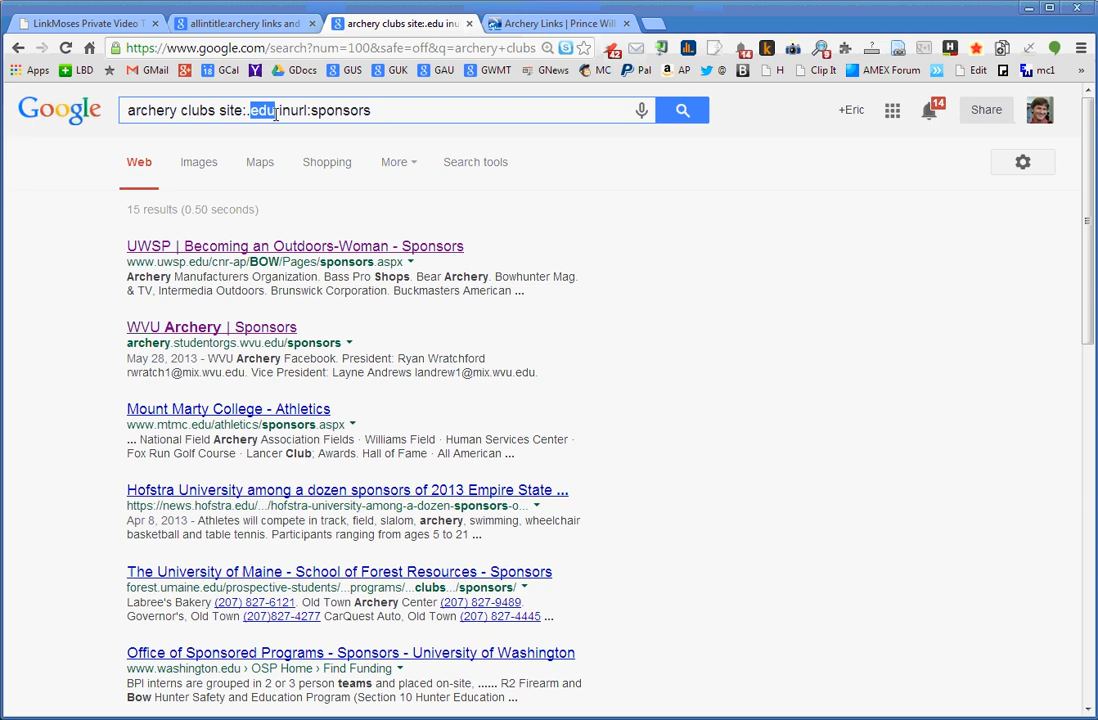 LinkMoses Private Video T
allintitle:archery links and
archery clubs site:.edu inu
Archery Links | Prince Will
https://www.google.com/search?num=100&safe=off&q=archery+clubs
Apps LBD GMail GCal GDocs GUS GUK GAU GWMT GNews MC Pal AP @ H Clip It AMEX Forum Edit mc1 »
Google
archery clubs site:.edu inurl:sponsors
+Eric 14 Share
Web Images Maps Shopping More Search tools
15 results (0.50 seconds)
UWSP | Becoming an Outdoors-Woman - Sponsors
www.uwsp.edu/cnr-ap/BOW/Pages/sponsors.aspx
Archery Manufacturers Organization. Bass Pro Shops. Bear Archery. Bowhunter Mag.
& TV, Intermedia Outdoors. Brunswick Corporation. Buckmasters American ...
WVU Archery | Sponsors
archery.studentorgs.wvu.edu/sponsors
May 28, 2013 - WVU Archery Facebook. President: Ryan Wratchford
rwratch1@mix.wvu.edu. Vice President: Layne Andrews landrew1@mix.wvu.edu.
Mount Marty College - Athletics
www.mtmc.edu/athletics/sponsors.aspx
... National Field Archery Association Fields · Williams Field · Human Services Center ·
Fox Run Golf Course · Lancer Club; Awards. Hall of Fame · All American ...
Hofstra University among a dozen sponsors of 2013 Empire State ...
https://news.hofstra.edu/.../hofstra-university-among-a-dozen-sponsors-o...
Apr 8, 2013 - Athletes will compete in track, field, slalom, archery, swimming, wheelchair
basketball and table tennis. Participants ranging from ages 5 to 21 ...
The University of Maine - School of Forest Resources - Sponsors
forest.umaine.edu/prospective-students/...programs/...clubs.../sponsors/
Labree's Bakery (207) 827-6121. Old Town Archery Center (207) 827-9489.
Governor's, Old Town (207)827-4277 CarQuest Auto, Old Town (207) 827-4445 ...
Office of Sponsored Programs - Sponsors - University of Washington
www.washington.edu › OSP Home › Find Funding
BPI interns are grouped in 2 or 3 person teams and placed on-site, ...... R2 Firearm and
Bow Hunter Safety and Education Program (Section 10 Hunter Education ...